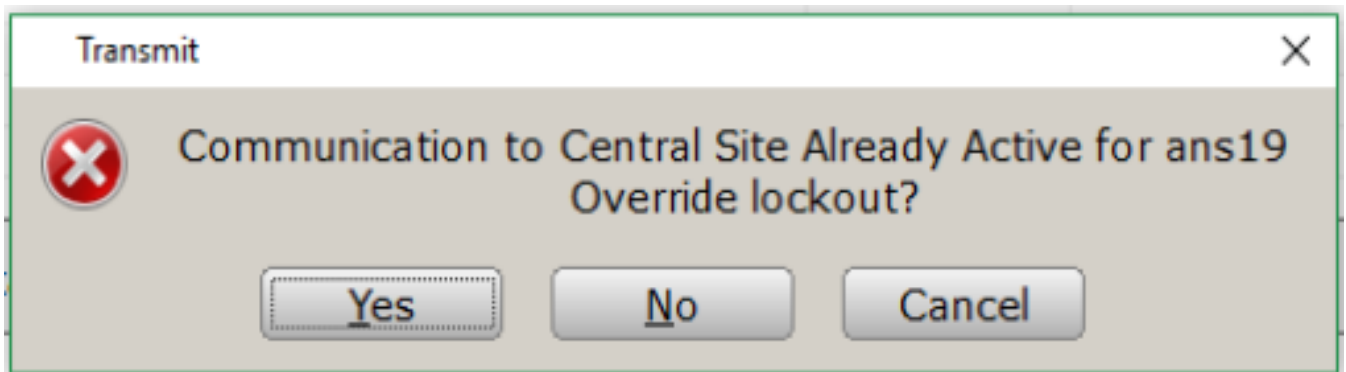 Transmit
Communication to Central Site Already Active for ans19
Override lockout?
Yes
No
Cancel